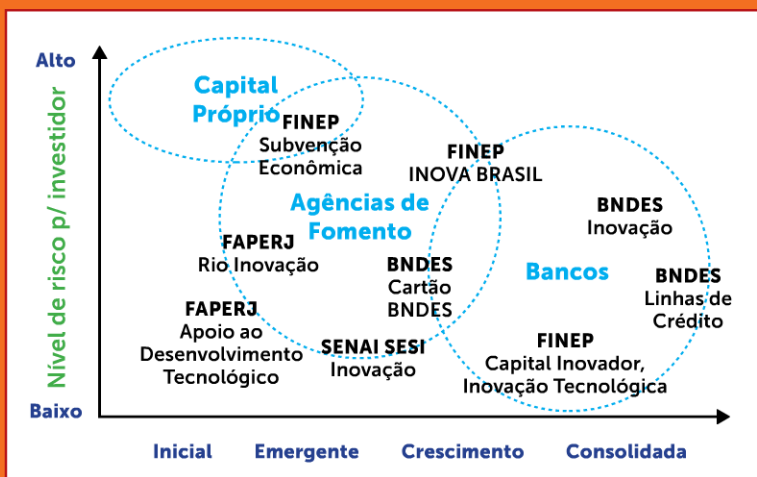 Alto
Nível de risco p/ investidor
Baixo
Capital
Próprio
FINEP
Subvenção
Econômica
FINEP
INOVA BRASIL
Agências de
Fomento
BNDES
Inovação
FAPERJ
Rio Inovação
BNDES
Cartão
BNDES
Bancos
BNDES
Linhas de
Crédito
FAPERJ
Apoio ao
Desenvolvimento
Tecnológico
SENAI SESI
Inovação
FINEP
Capital Inovador,
Inovação Tecnológica
Inicial Emergente Crescimento Consolidada